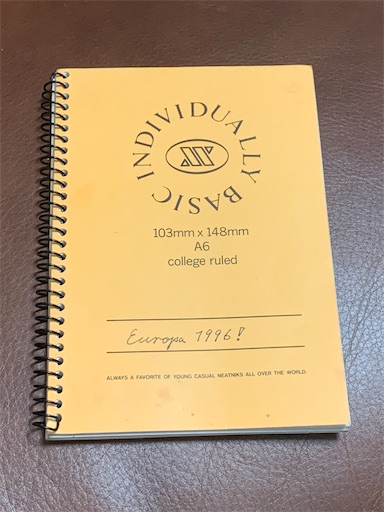 INDIVIDUALLY BASIC
103mm x 148mm
A6
college ruled
Europa 1996!
ALWAYS A FAVORITE OF YOUNG CASUAL NEATNIKS ALL OVER THE WORLD.